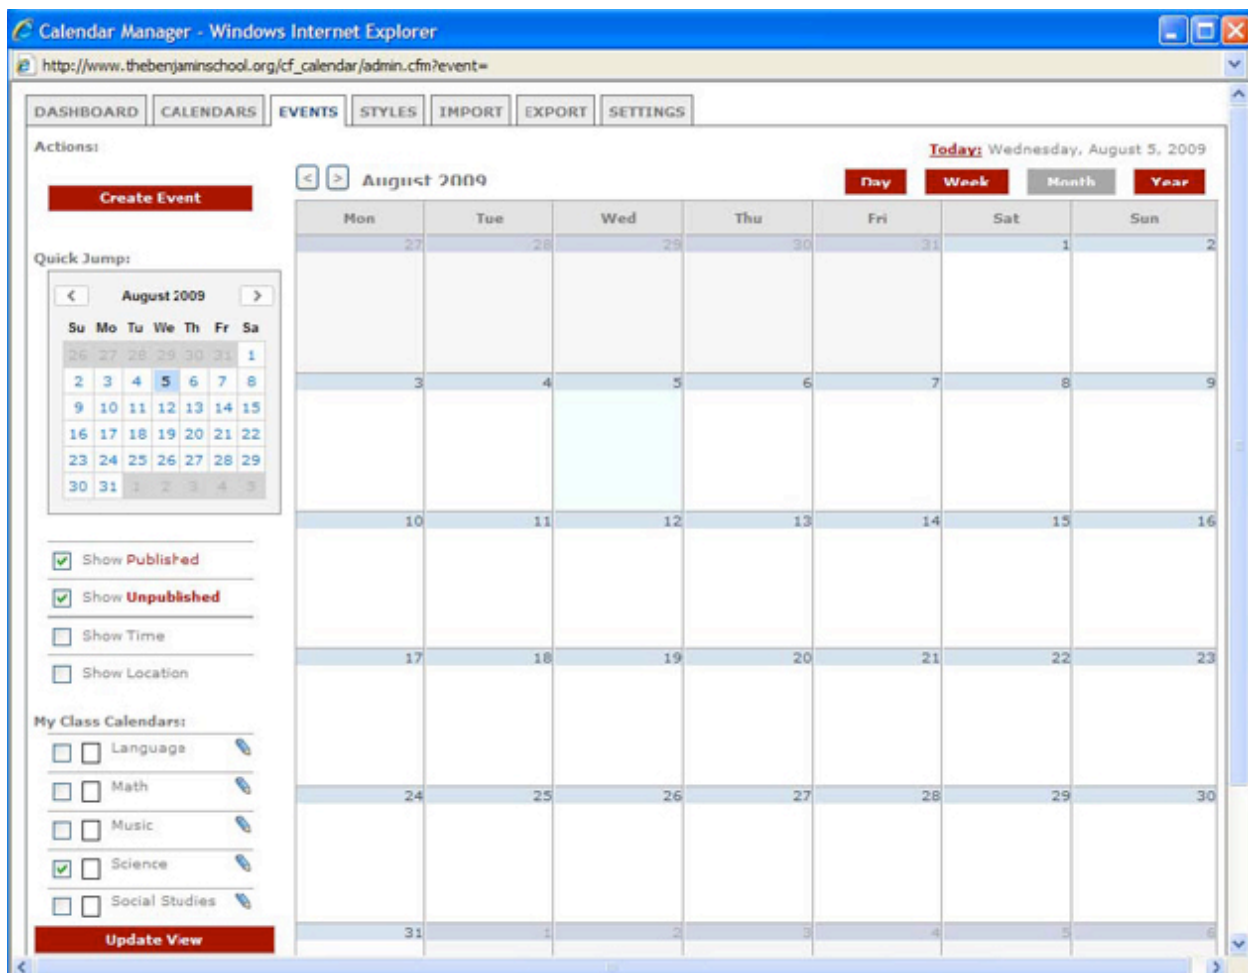 Calendar Manager - Windows Internet Explorer
http://www.thebenjaminschool.org/cf_calendar/admin.cfm?event=
DASHBOARD CALENDARS EVENTS STYLES IMPORT EXPORT SETTINGS
Actions:
Create Event
Quick Jump:
< August 2009 >
Su Mo Tu We Th Fr Sa
26 27 28 29 30 31 1
2 3 4 5 6 7 8
9 10 11 12 13 14 15
16 17 18 19 20 21 22
23 24 25 26 27 28 29
30 31 1 2 3 4 5
Show Published
Show Unpublished
Show Time
Show Location
My Class Calendars:
Language
Math
Music
Science
Social Studies
Update View
Today: Wednesday, August 5, 2009
< > August 2009 Day Week Month Year
Mon Tue Wed Thu Fri Sat Sun
27 28 29 30 31 1 2
3 4 5 6 7 8 9
10 11 12 13 14 15 16
17 18 19 20 21 22 23
24 25 26 27 28 29 30
31 1 2 3 4 5 6